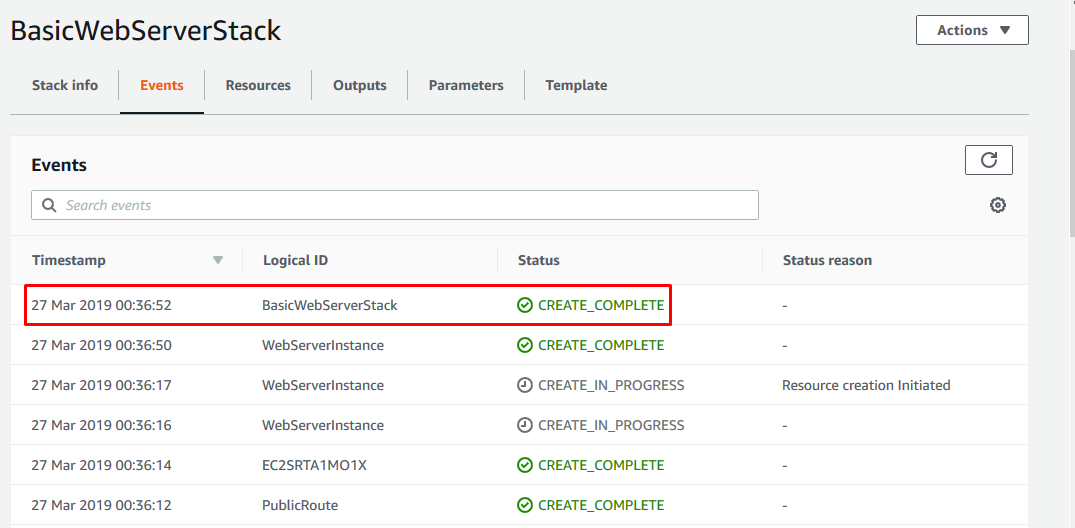 BasicWebServerStack
Actions
Stack info Events Resources Outputs Parameters Template
Events
Search events
Timestamp Logical ID Status Status reason
27 Mar 2019 00:36:52 BasicWebServerStack CREATE_COMPLETE -
27 Mar 2019 00:36:50 WebServerInstance CREATE_COMPLETE -
27 Mar 2019 00:36:17 WebServerInstance CREATE_IN_PROGRESS Resource creation Initiated
27 Mar 2019 00:36:16 WebServerInstance CREATE_IN_PROGRESS -
27 Mar 2019 00:36:14 EC2SRTA1MO1X CREATE_COMPLETE -
27 Mar 2019 00:36:12 PublicRoute CREATE_COMPLETE -